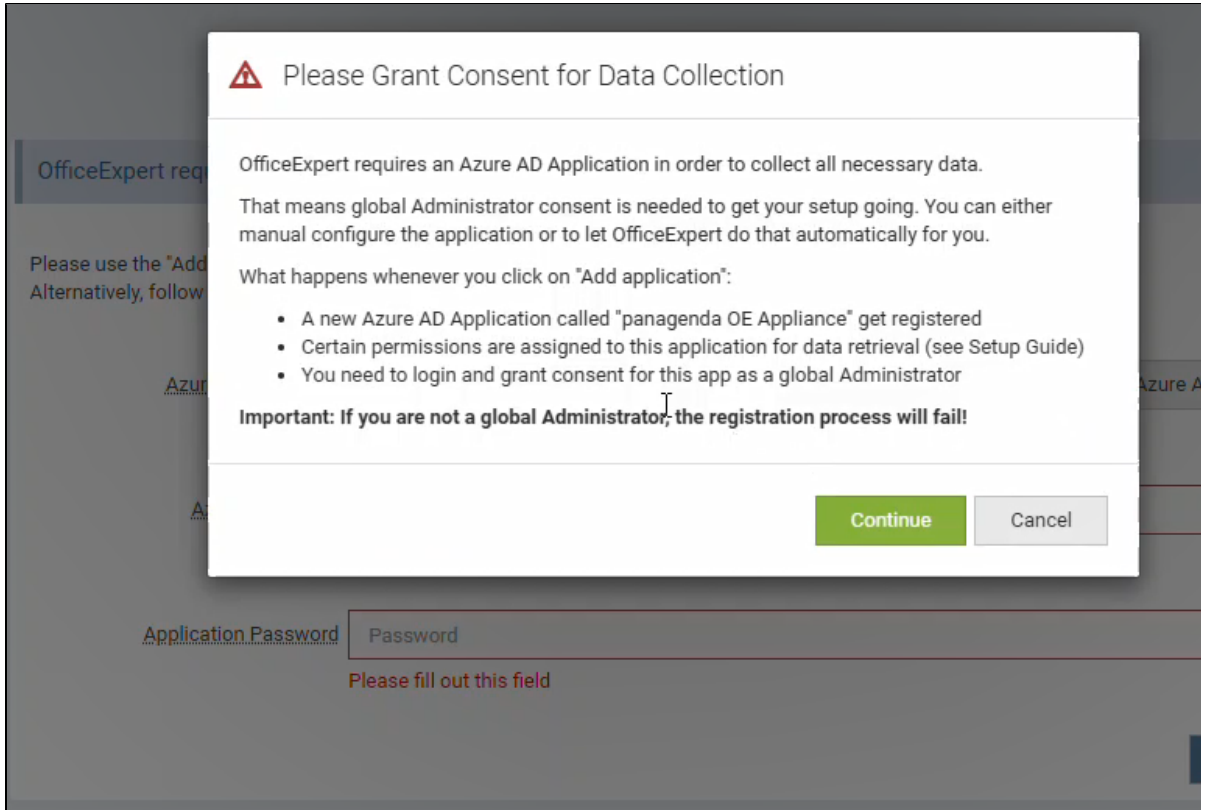 Please Grant Consent for Data Collection
OfficeExpert requires an Azure AD Application in order to collect all necessary data.
That means global Administrator consent is needed to get your setup going. You can either
manual configure the application or to let OfficeExpert do that automatically for you.
What happens whenever you click on "Add application":
• A new Azure AD Application called "panagenda OE Appliance" get registered
• Certain permissions are assigned to this application for data retrieval (see Setup Guide)
• You need to login and grant consent for this app as a global Administrator
Important: If you are not a global Administrator, the registration process will fail!
Continue
Cancel
OfficeExpert
Please use the "Add
Alternatively, follow
Azure
Application Password
Password
Please fill out this field